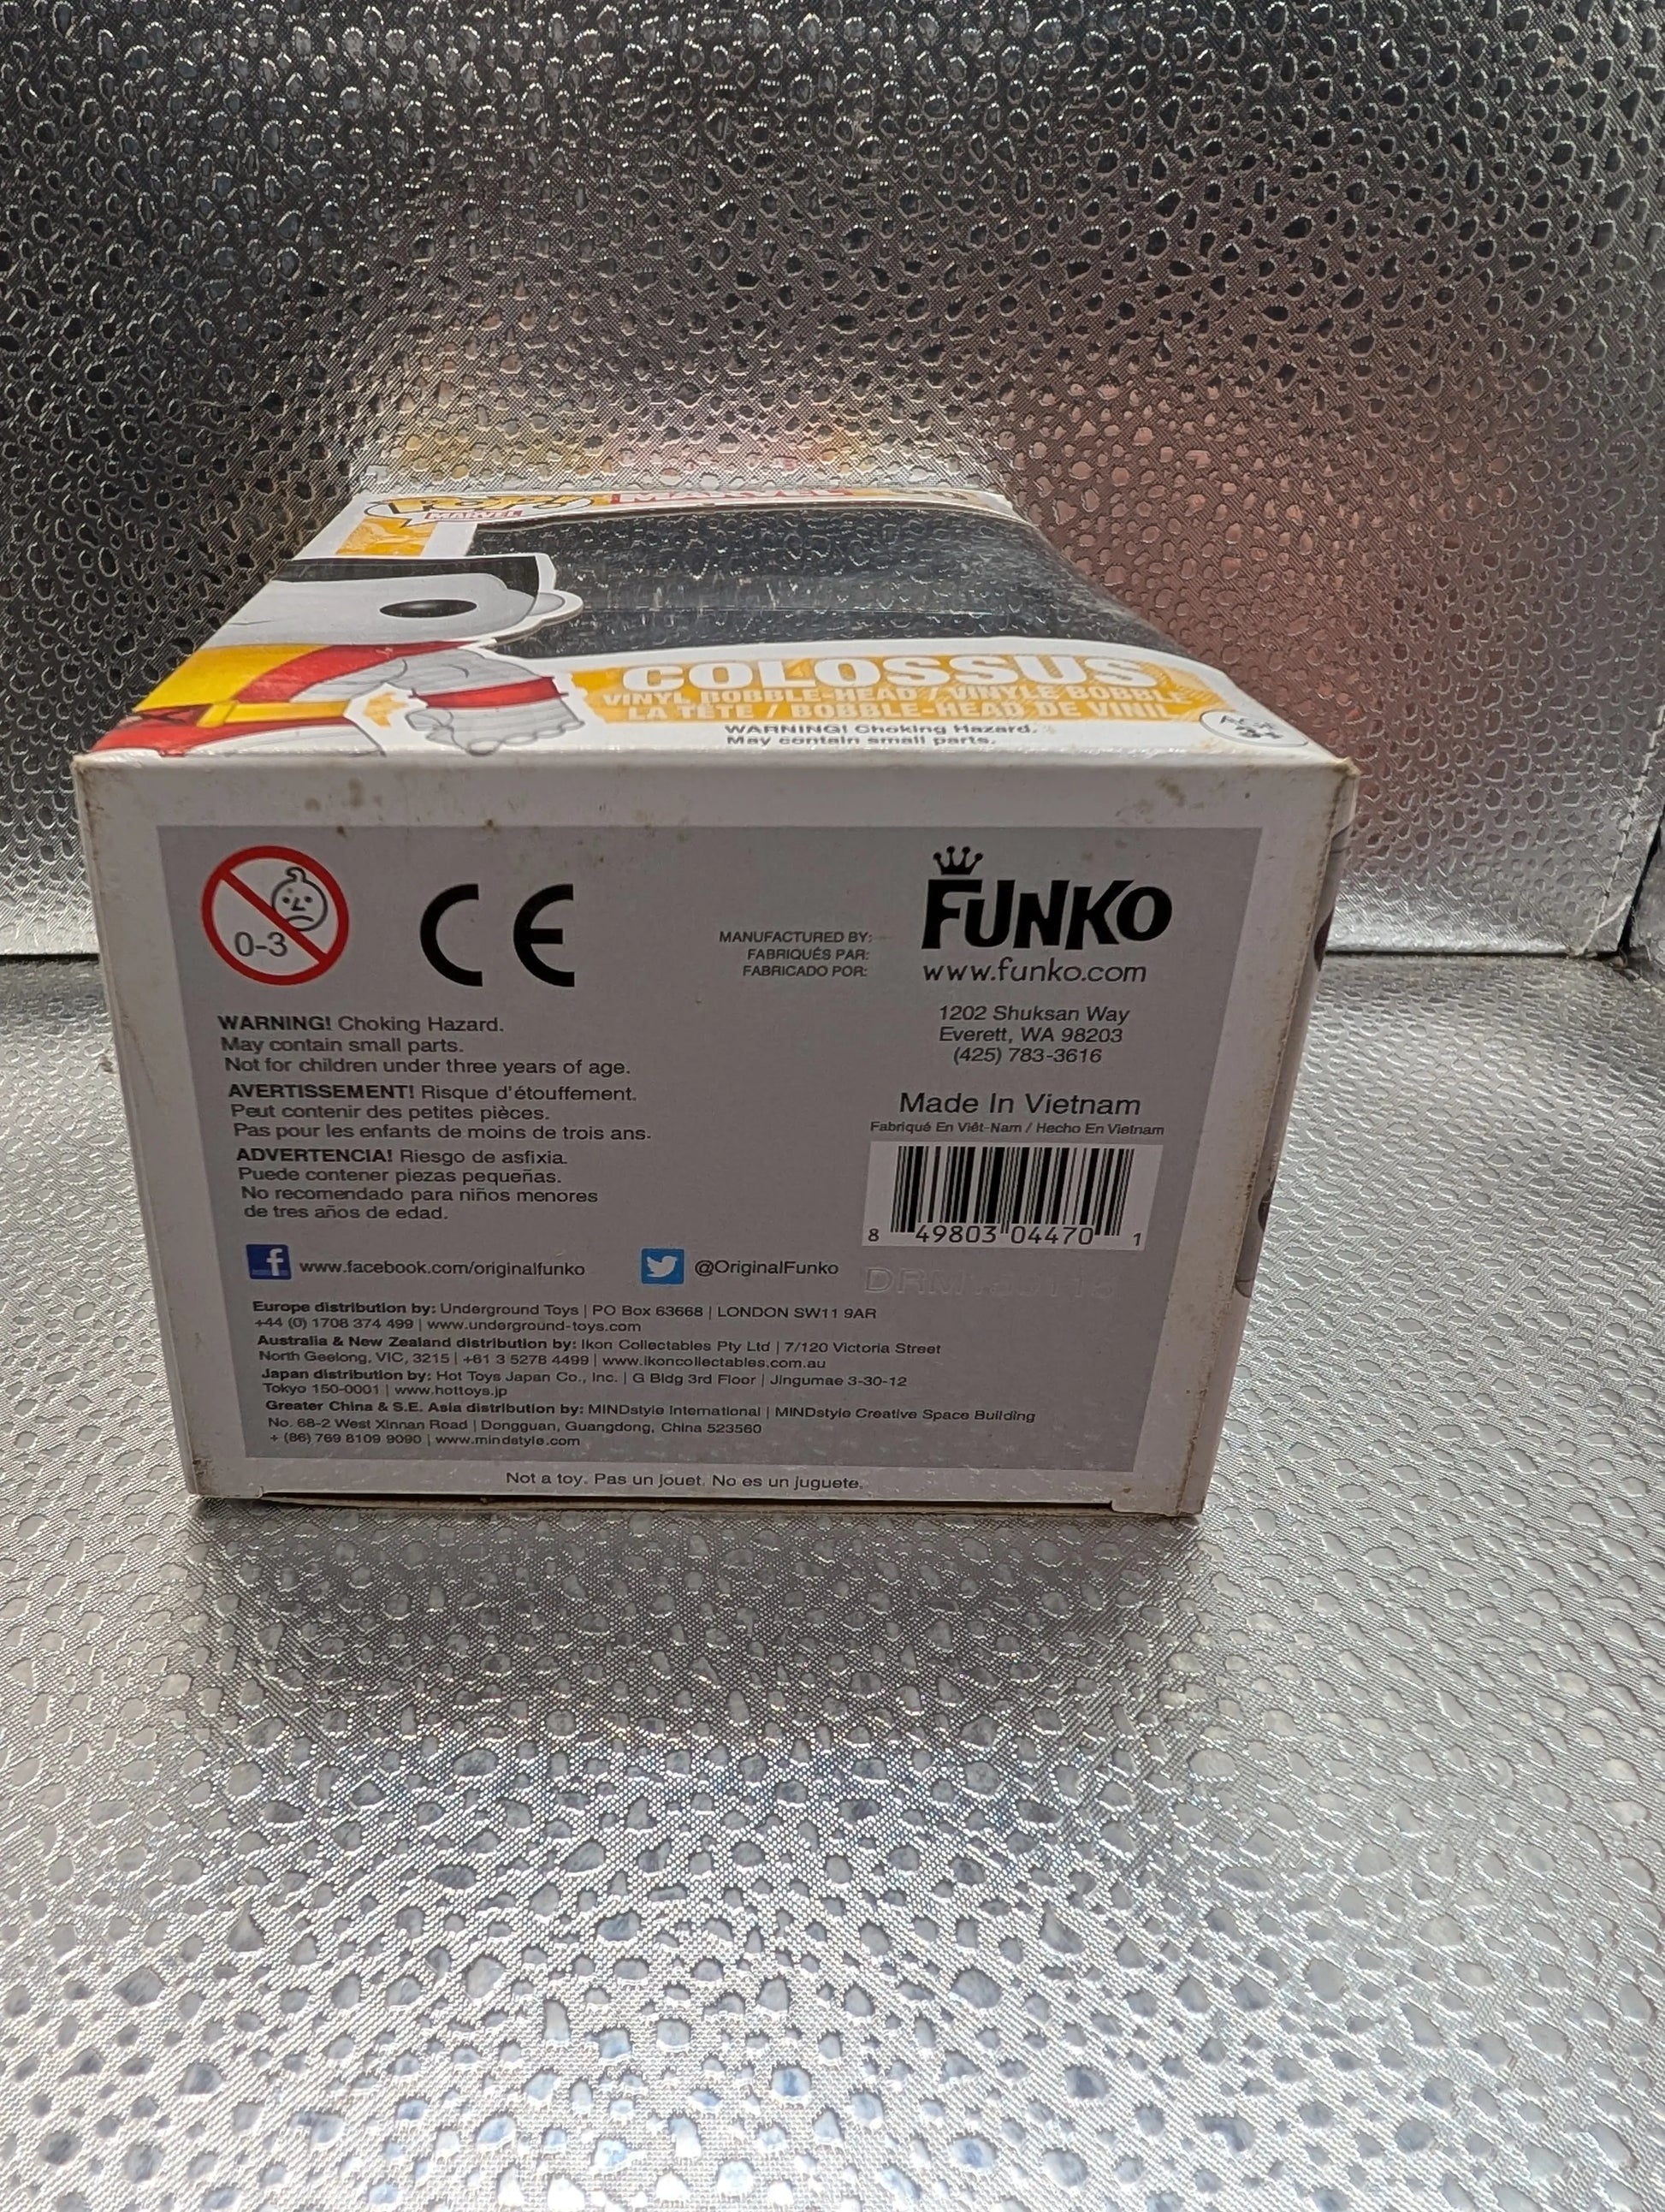 POP!
MARVEL
MARVEL
COLOSSUS
VINYL BOBBLE-HEAD / VINYLE BOBBLE
LA TÊTE / BOBBLE-HEAD DE VINIL
WARNING! Choking Hazard.
May contain small parts.
AGES
3+
0-3
CE
MANUFACTURED BY:
FABRIQUÉS PAR:
FABRICADO POR:
FUNKO
www.funko.com
1202 Shuksan Way
Everett, WA 98203
(425) 783-3616
WARNING! Choking Hazard.
May contain small parts.
Not for children under three years of age.
AVERTISSEMENT! Risque d'étouffement.
Peut contenir des petites pièces.
Pas pour les enfants de moins de trois ans.
ADVERTENCIA! Riesgo de asfixia.
Puede contener piezas pequeñas.
No recomendado para niños menores
de tres años de edad.
Made In Vietnam
Fabriqué En Viêt-Nam / Hecho En Vietnam
8 49803 04470 1
f www.facebook.com/originalfunko
@OriginalFunko
Europe distribution by: Underground Toys | PO Box 63668 | LONDON SW11 9AR
+44 (0) 1708 374 499 | www.underground-toys.com
Australia & New Zealand distribution by: Ikon Collectables Pty Ltd | 7/120 Victoria Street
North Geelong, VIC, 3215 | +61 3 5278 4499 | www.ikoncollectables.com.au
Japan distribution by: Hot Toys Japan Co., Inc. | G Bldg 3rd Floor | Jingumae 3-30-12
Tokyo 150-0001 | www.hottoys.jp
Greater China & S.E. Asia distribution by: MINDstyle International | MINDstyle Creative Space Building
No. 68-2 West Xinnan Road | Dongguan, Guangdong, China 523560
+ (86) 769 8109 9090 | www.mindstyle.com
Not a toy. Pas un jouet. No es un juguete.